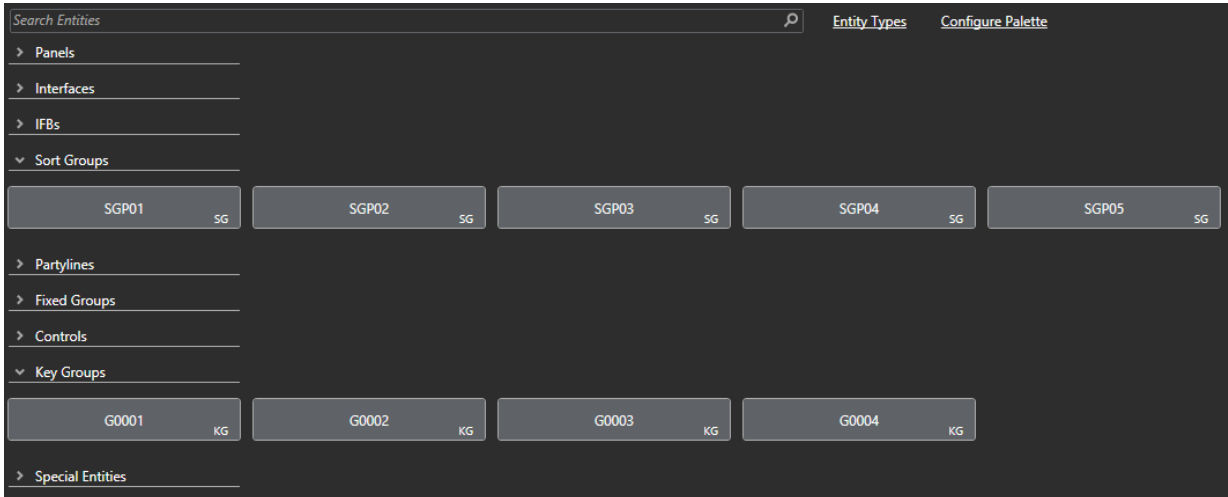 Search Entities Entity Types Configure Palette
Panels
Interfaces
IFBs
Sort Groups
SGP01 SG SGP02 SG SGP03 SG SGP04 SG SGP05 SG
Partylines
Fixed Groups
Controls
Key Groups
G0001 KG G0002 KG G0003 KG G0004 KG
Special Entities